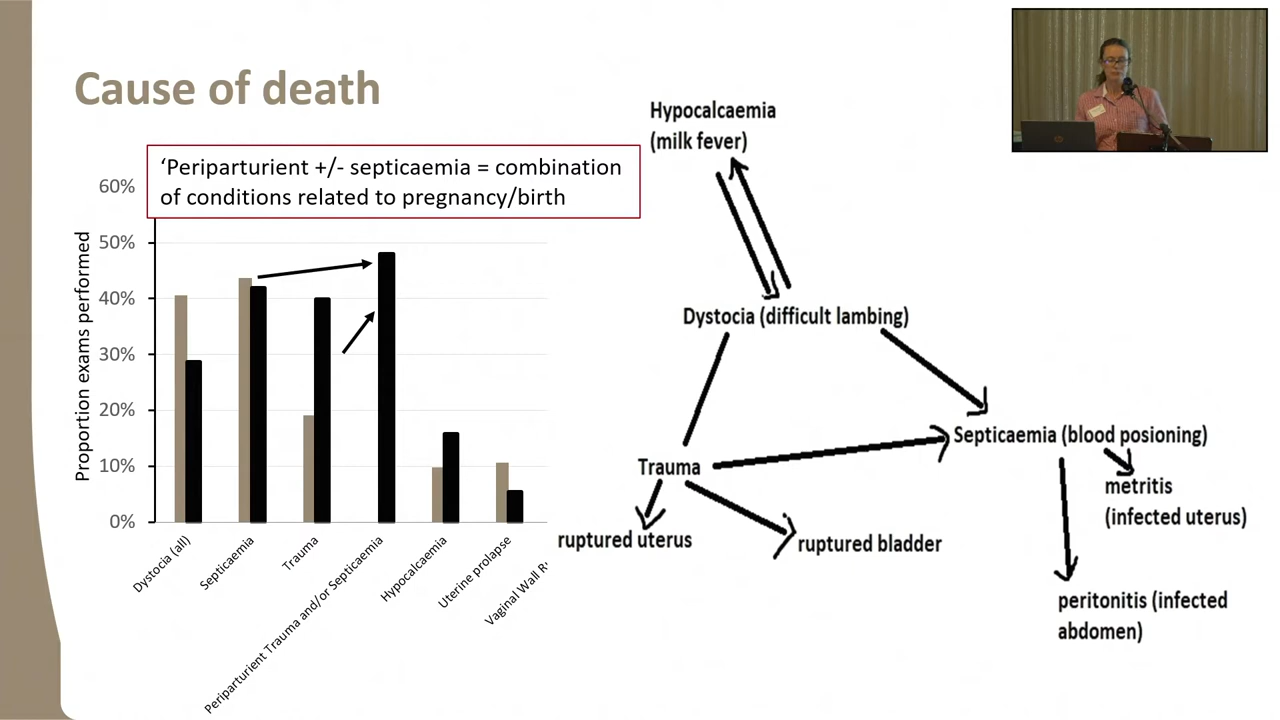 Cause of death
‘Periparturient +/- septicaemia = combination
of conditions related to pregnancy/birth
Proportion exams performed
60%
50%
40%
30%
20%
10%
0%
Dystocia (all)
Septicaemia
Trauma
Periparturient Trauma and/or Septicaemia
Hypocalcaemia
Uterine prolapse
Vaginal Wall
Hypocalcaemia
(milk fever)
Dystocia (difficult lambing)
Septicaemia (blood posioning)
Trauma
metritis
(infected uterus)
ruptured uterus
ruptured bladder
peritonitis (infected
abdomen)